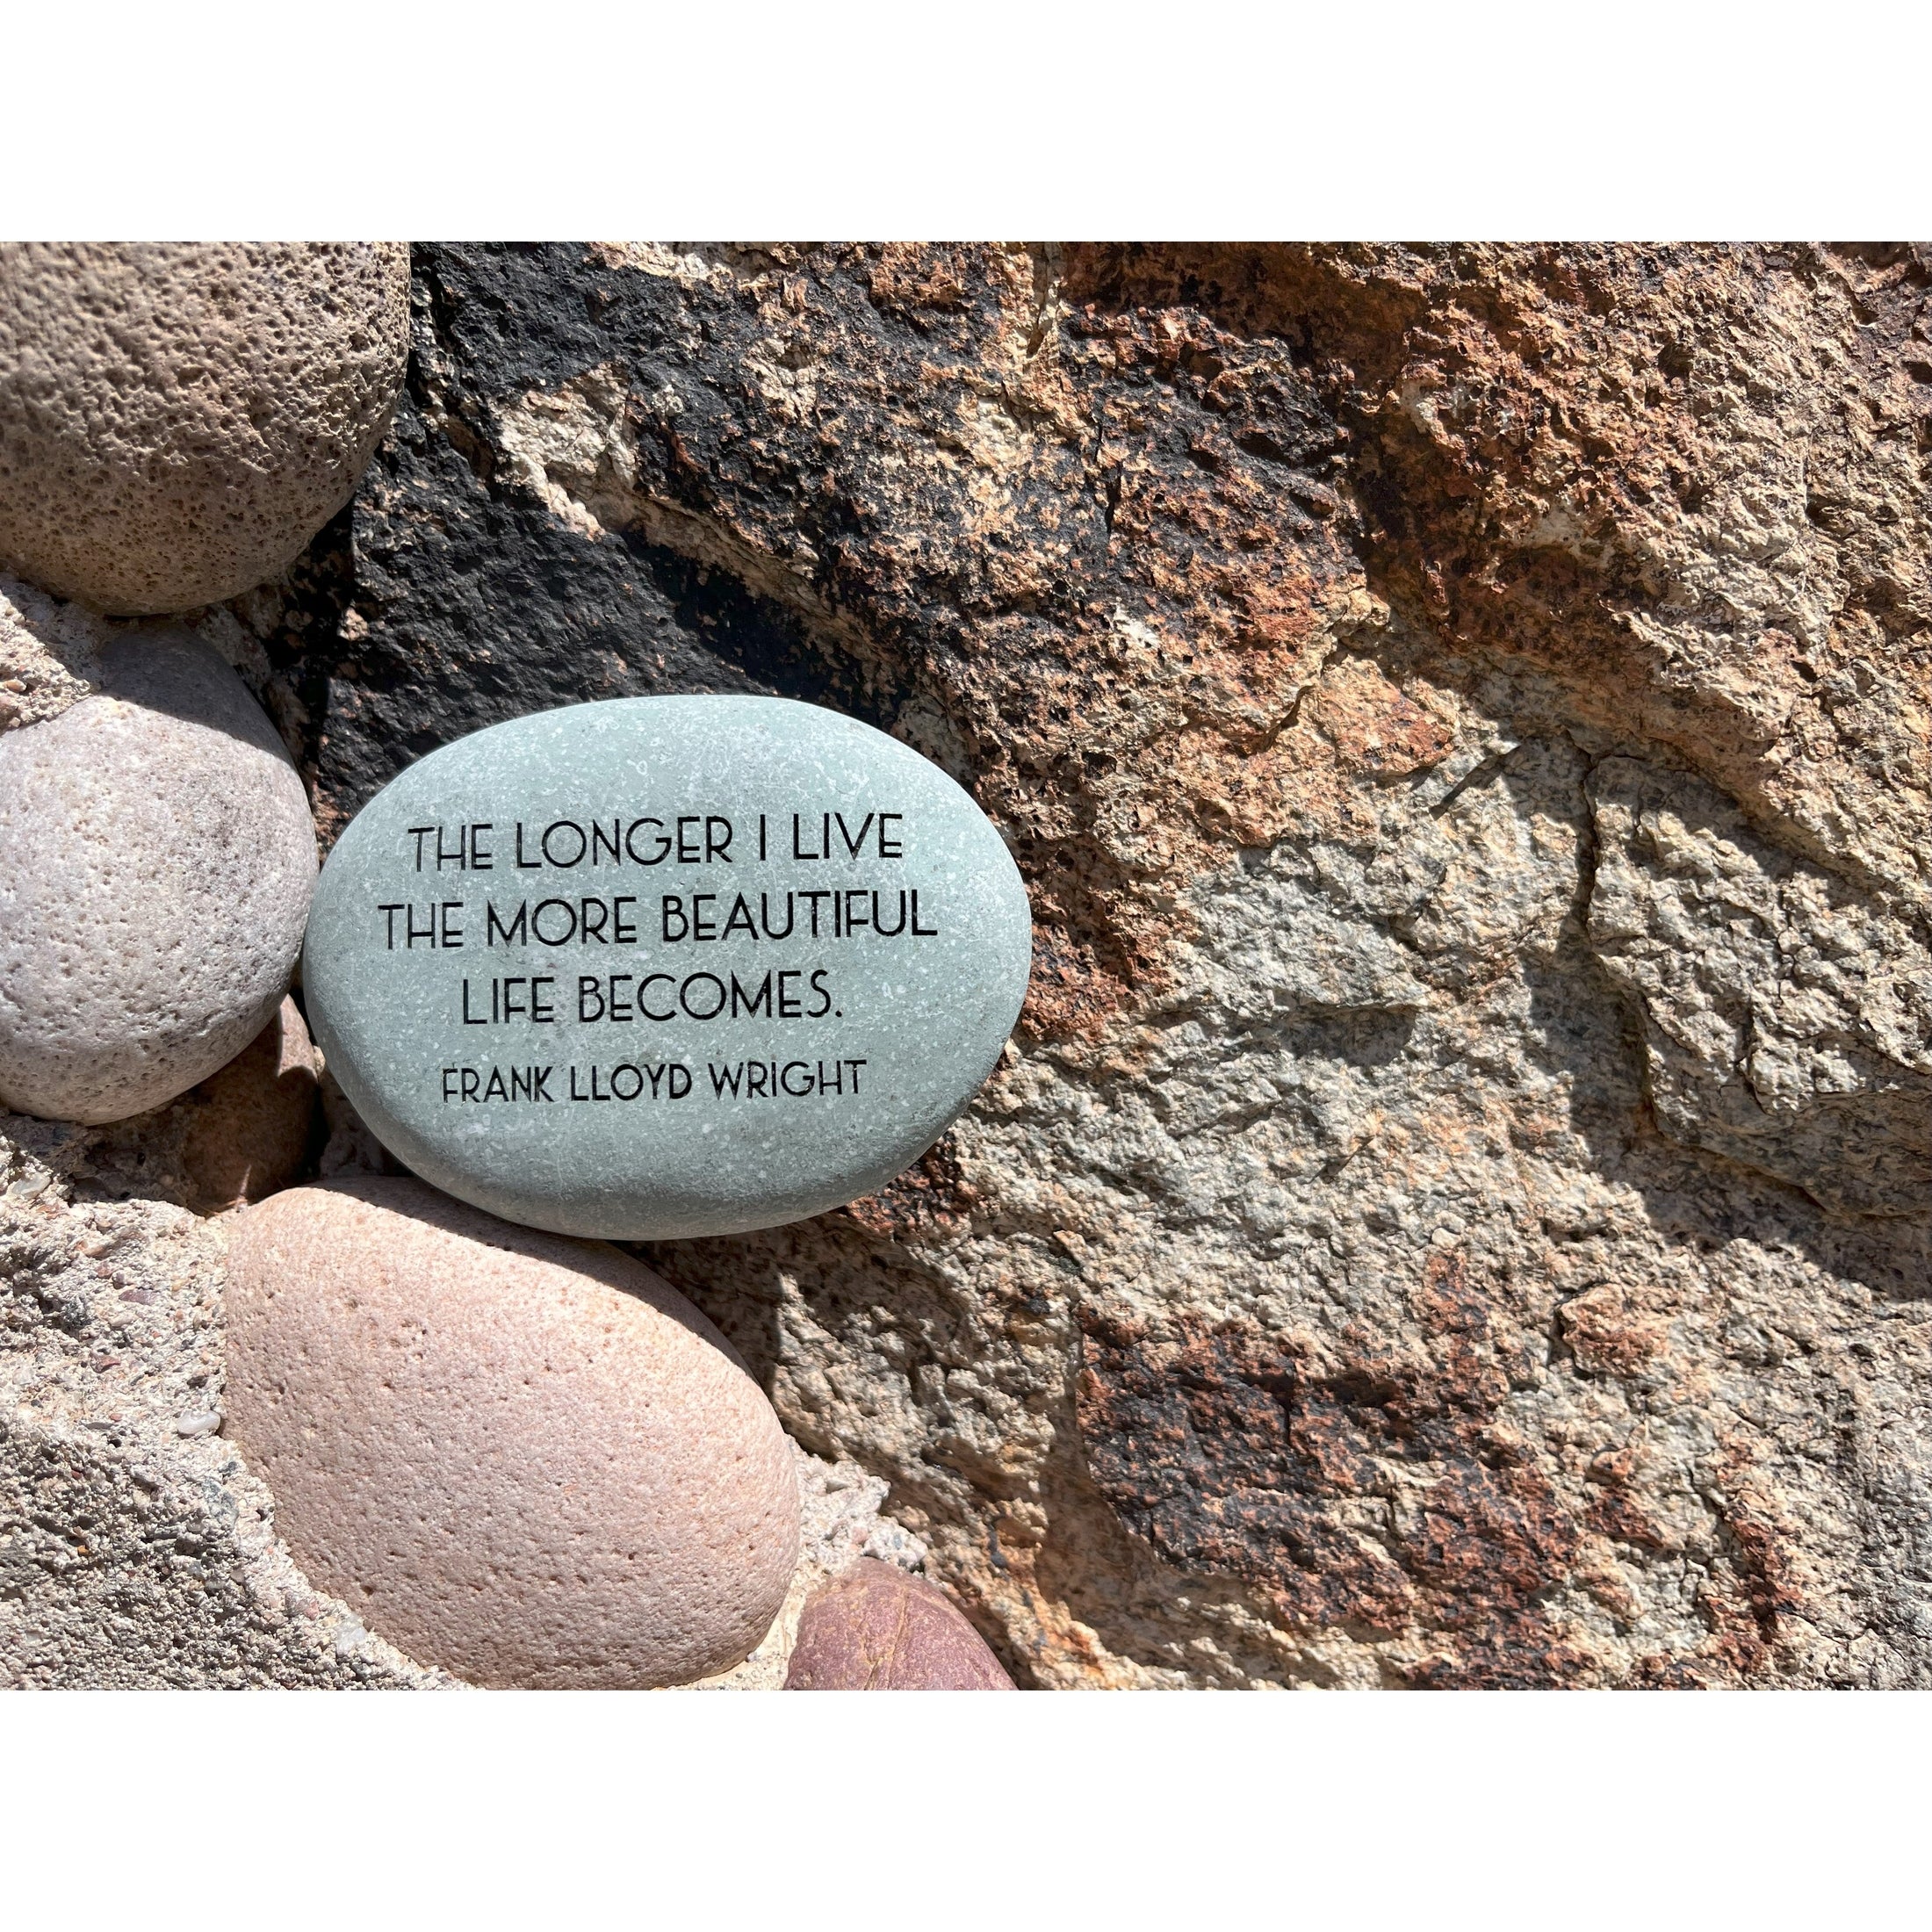 THE LONGER I LIVE
THE MORE BEAUTIFUL
LIFE BECOMES.
FRANK LLOYD WRIGHT